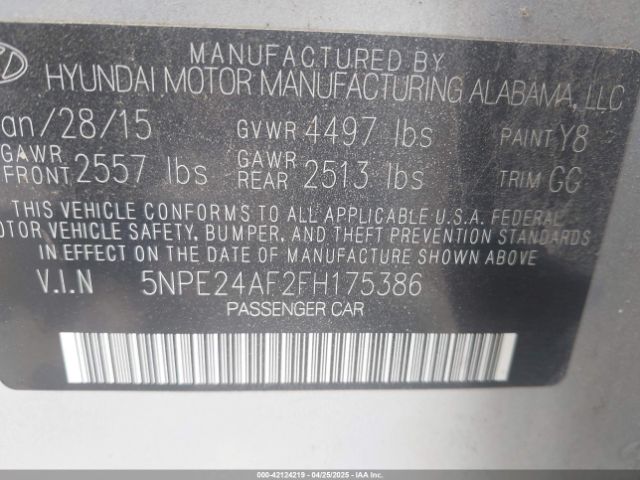 MANUFACTURED BY
HYUNDAI MOTOR MANUFACTURING ALABAMA, LLC
an/28/15 GVWR 4497 lbs PAINT Y8
GAWR FRONT 2557 lbs GAWR REAR 2513 lbs TRIM GG
THIS VEHICLE CONFORMS TO ALL APPLICABLE U.S.A. FEDERAL
OTOR VEHICLE SAFETY, BUMPER, AND THEFT PREVENTION STANDARDS
IN EFFECT ON THE DATE OF MANUFACTURE SHOWN ABOVE
V.I.N 5NPE24AF2FH175386
PASSENGER CAR
000-42124219 - 04/25/2025 - IAAI.COM